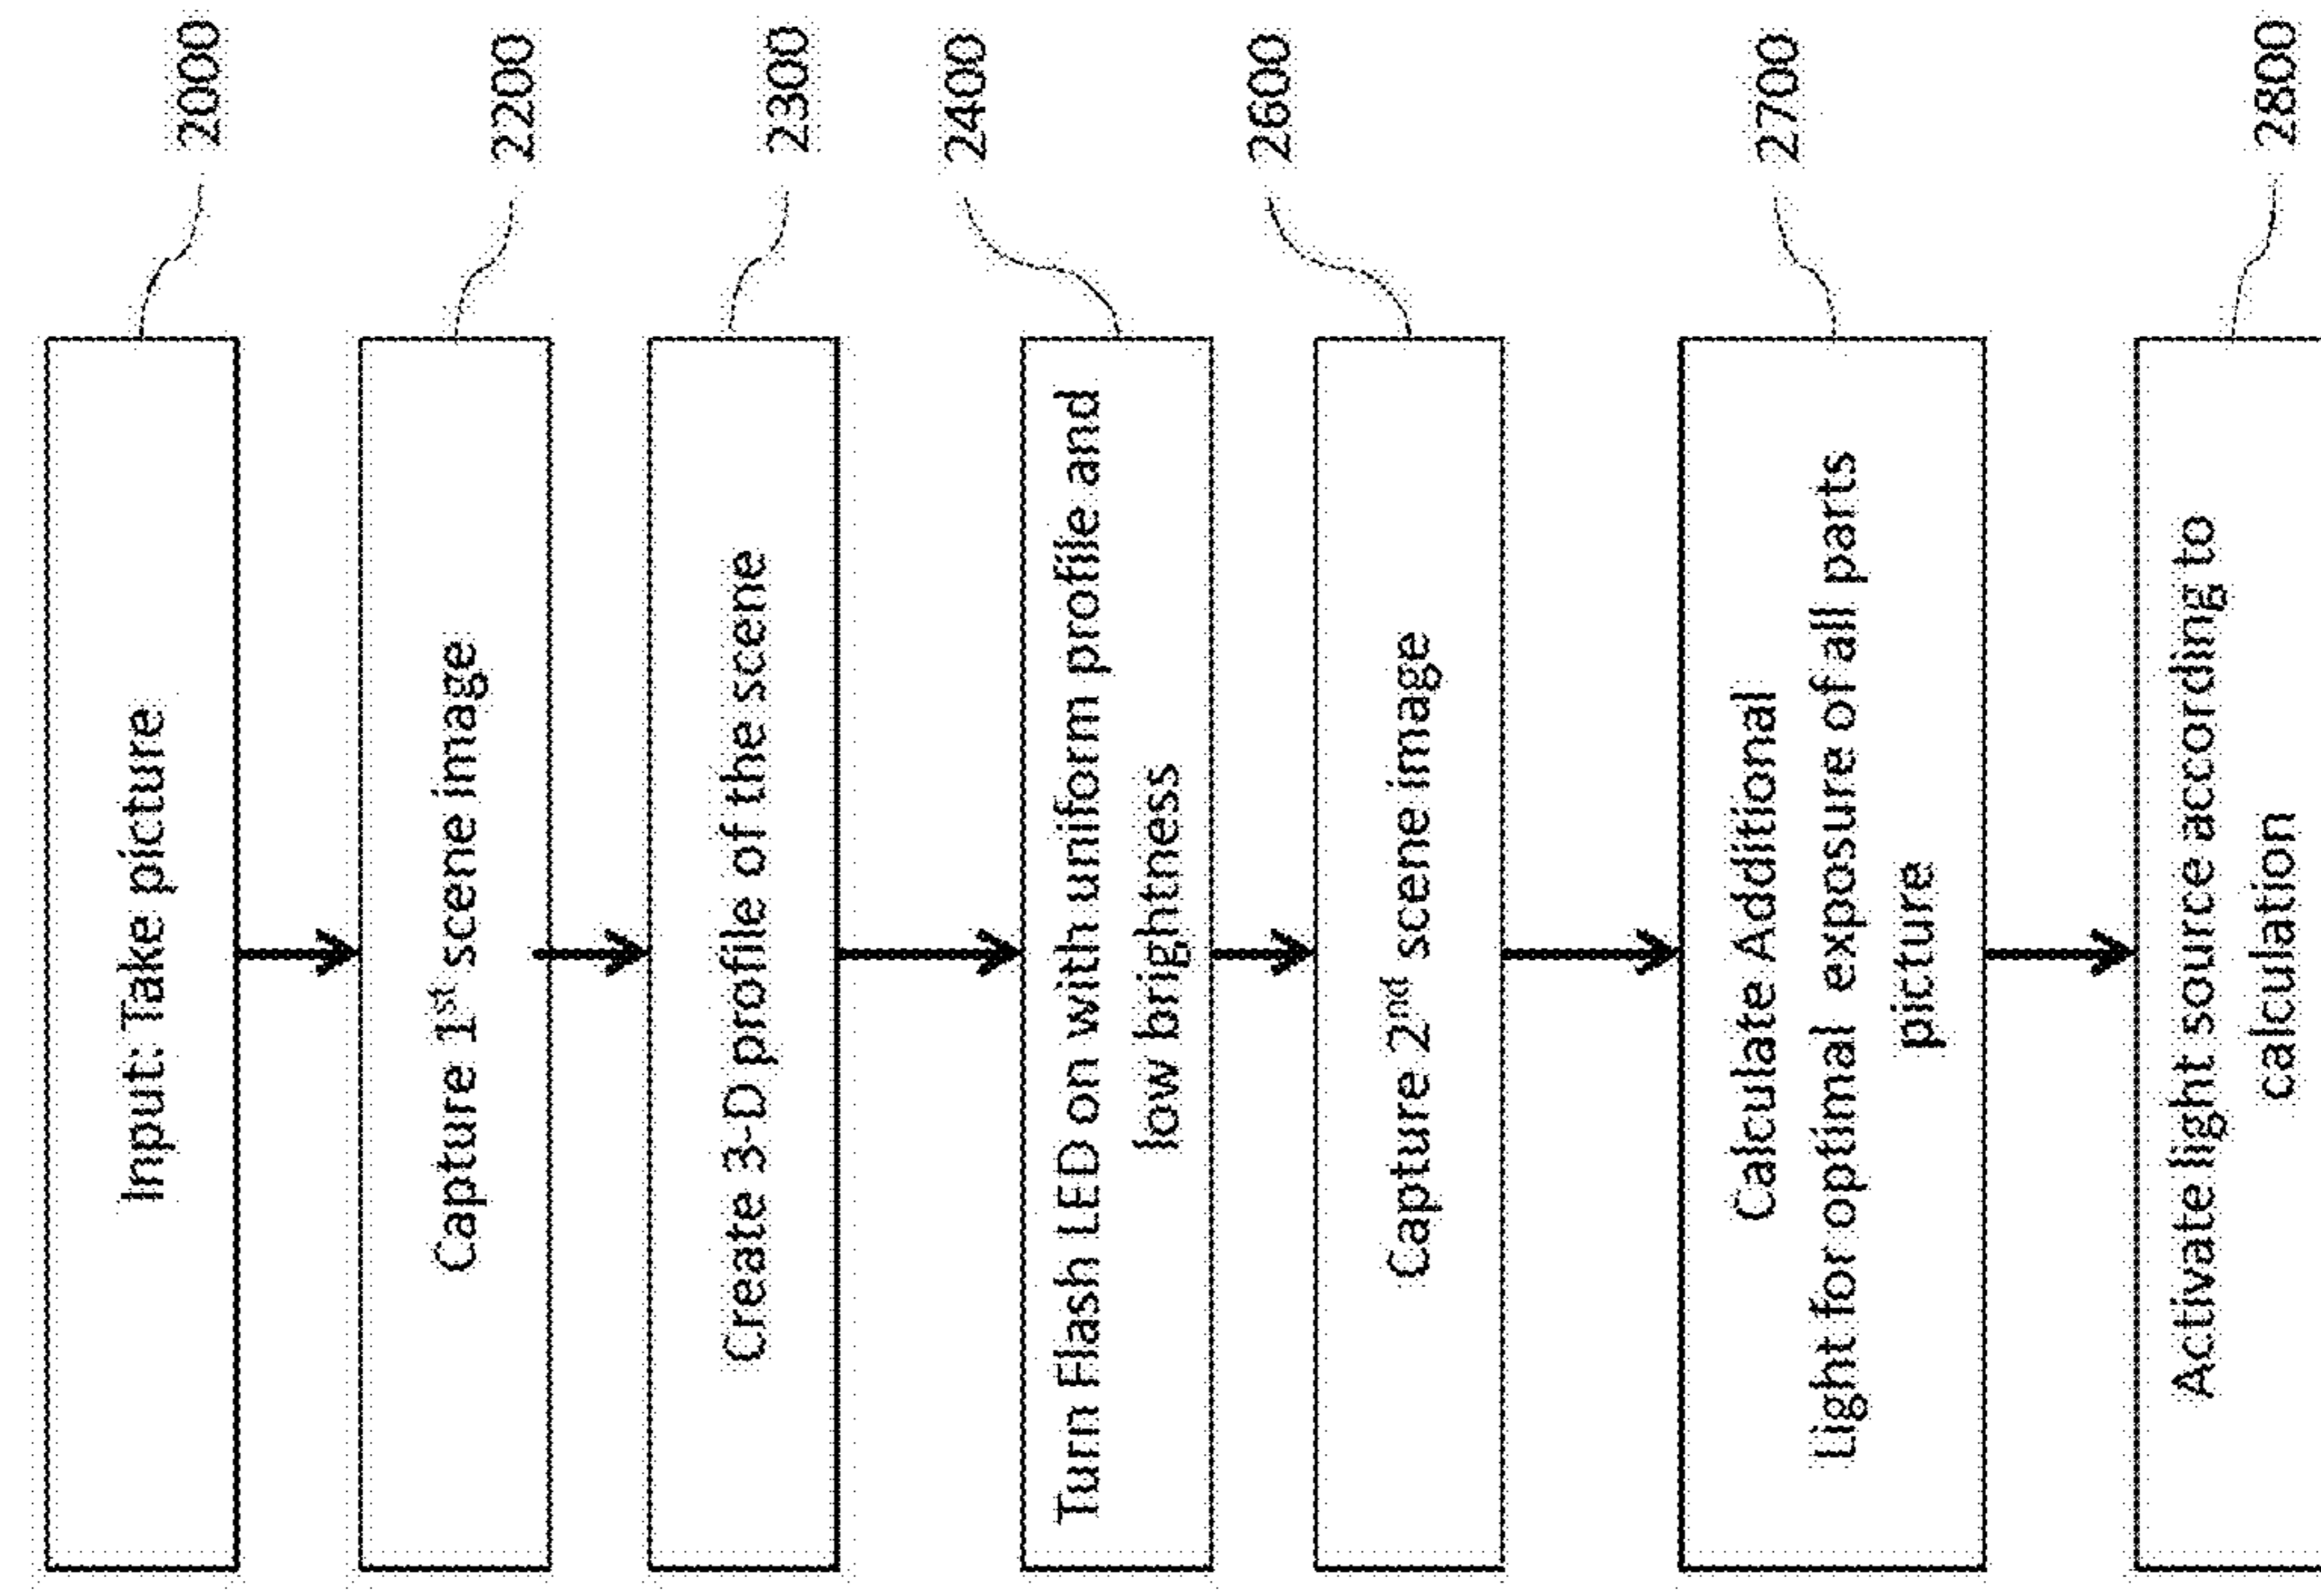 Input: Take picture
2000
Capture 1st scene image
2200
Create 3-D profile of the scene
2300
Turn Flash LED on with uniform profile and
low brightness
2400
Capture 2nd scene image
2600
Calculate Additional
Light for optimal exposure of all parts
picture
2700
Activate light source according to
calculation
2800